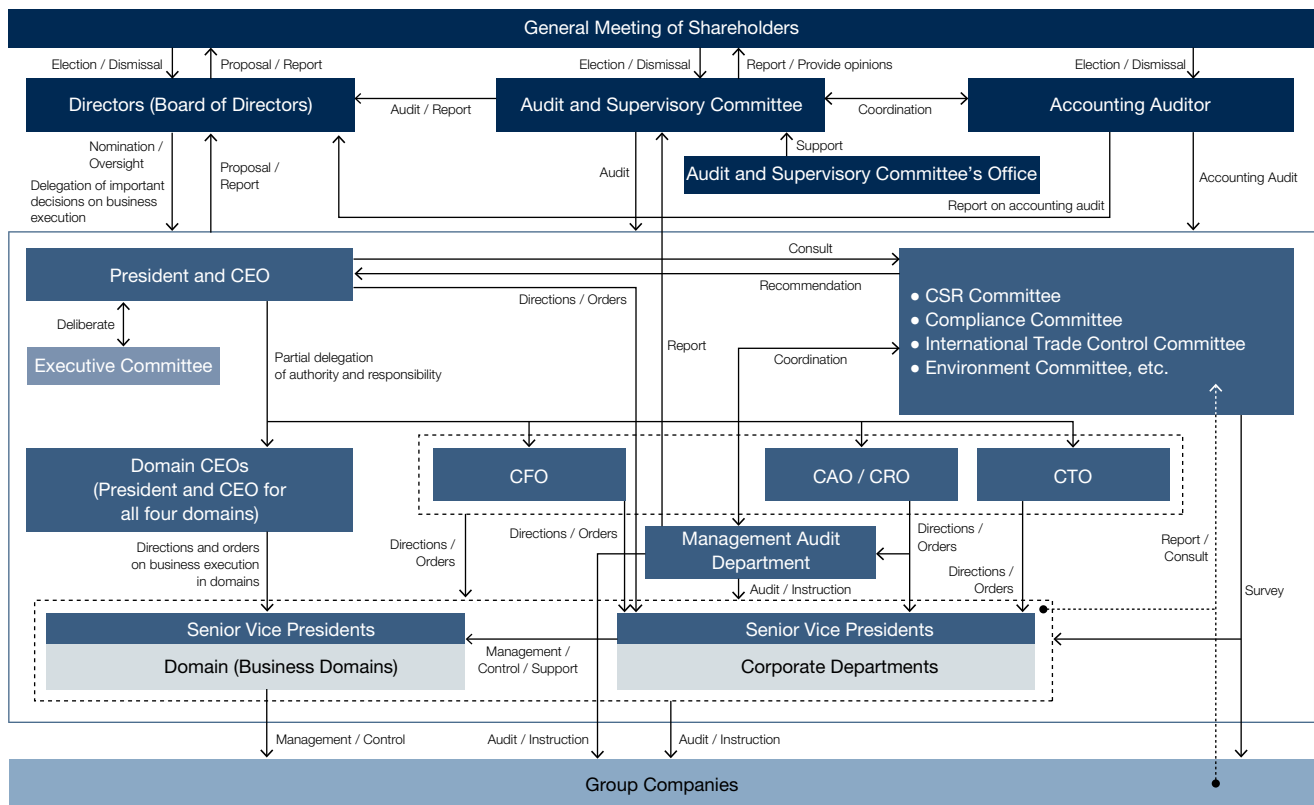 General Meeting of Shareholders
Election / Dismissal
Proposal / Report
Election / Dismissal
Report / Provide opinions
Election / Dismissal
Directors (Board of Directors)
Audit / Report
Audit and Supervisory Committee
Coordination
Accounting Auditor
Nomination /
Oversight
Delegation of important
decisions on business
execution
Proposal /
Report
Audit
Support
Audit and Supervisory Committee's Office
Report on accounting audit
Accounting Audit
President and CEO
Consult
Recommendation
Directions / Orders
Deliberate
Executive Committee
Partial delegation
of authority and responsibility
Report
Coordination
• CSR Committee
• Compliance Committee
• International Trade Control Committee
• Environment Committee, etc.
Domain CEOs
(President and CEO for
all four domains)
CFO
CAO / CRO
CTO
Directions and orders
on business execution
in domains
Directions /
Orders
Directions / Orders
Management Audit
Department
Directions /
Orders
Directions /
Orders
Audit / Instruction
Report /
Consult
Survey
Senior Vice Presidents
Domain (Business Domains)
Management /
Control / Support
Senior Vice Presidents
Corporate Departments
Management / Control
Audit / Instruction
Audit / Instruction
Group Companies